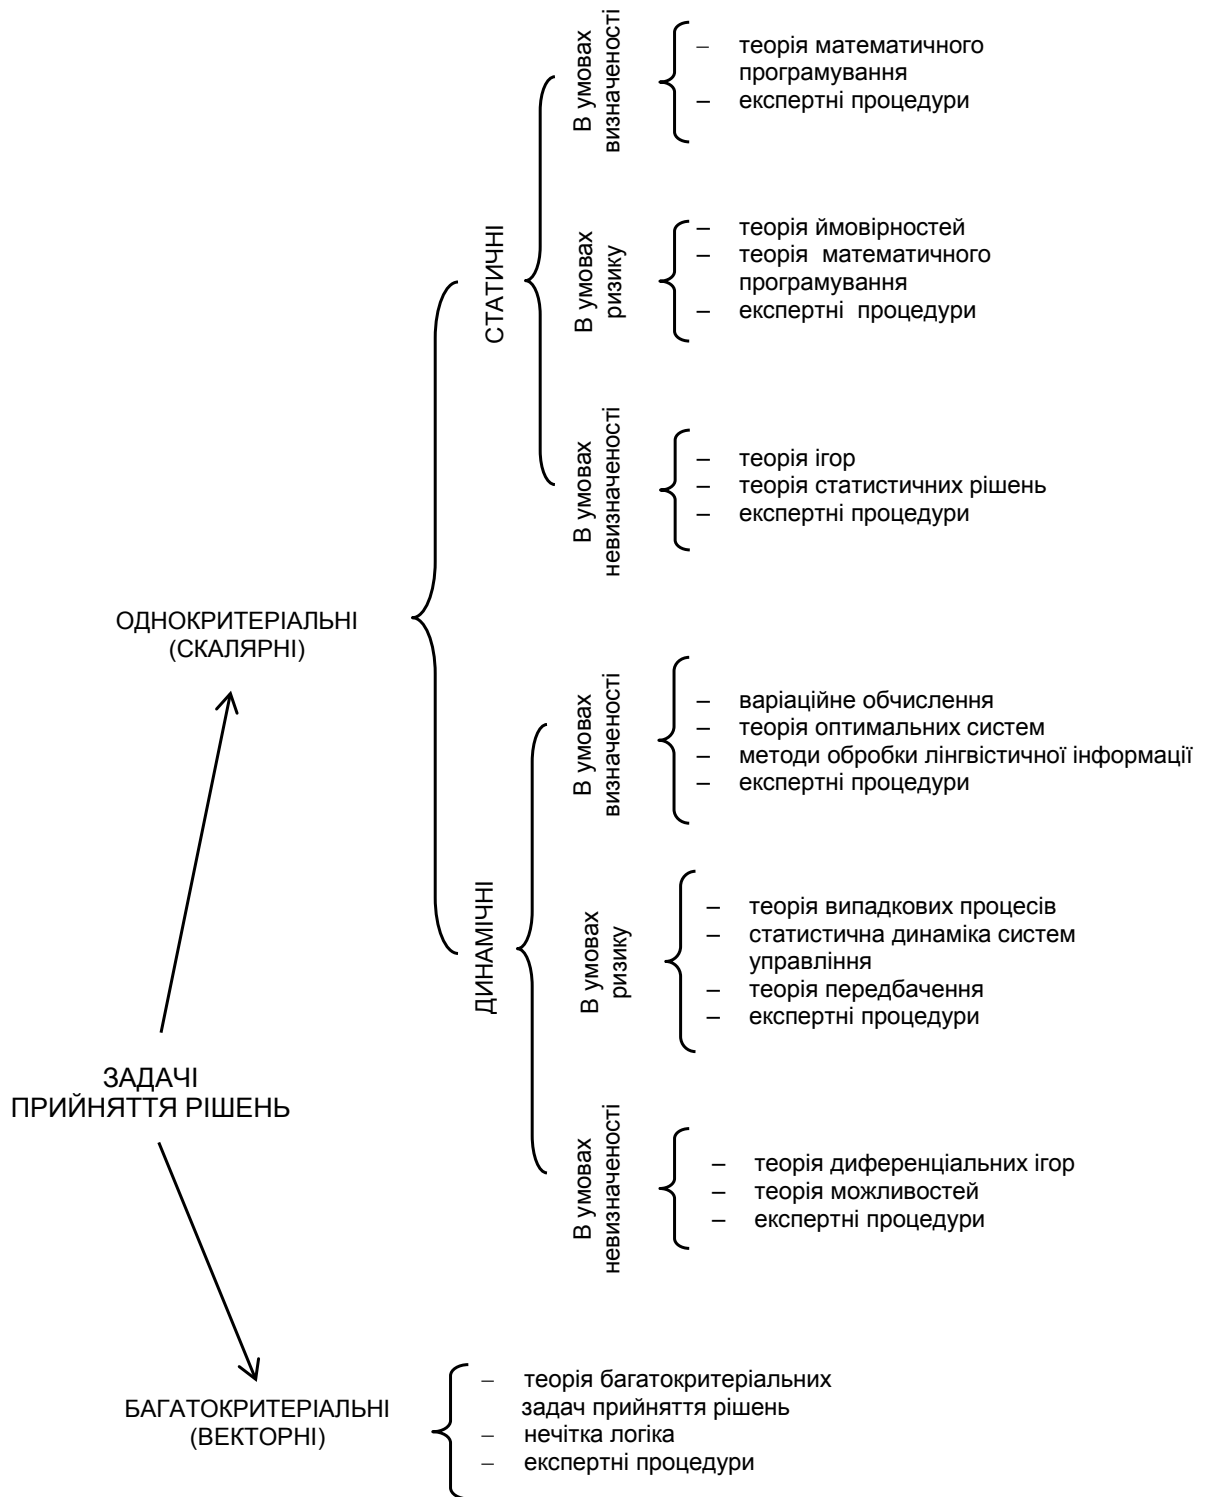 В умовах
визначеності
– теорія математичного
програмування
– експертні процедури
СТАТИЧНІ
В умовах
ризику
– теорія ймовірностей
– теорія математичного
програмування
– експертні процедури
В умовах
невизначеності
– теорія ігор
– теорія статистичних рішень
– експертні процедури
ОДНОКРИТЕРІАЛЬНІ
(СКАЛЯРНІ)
В умовах
визначеності
– варіаційне обчислення
– теорія оптимальних систем
– методи обробки лінгвістичної інформації
– експертні процедури
ДИНАМІЧНІ
В умовах
ризику
– теорія випадкових процесів
– статистична динаміка систем
управління
– теорія передбачення
– експертні процедури
ЗАДАЧІ
ПРИЙНЯТТЯ РІШЕНЬ
В умовах
невизначеності
– теорія диференціальних ігор
– теорія можливостей
– експертні процедури
БАГАТОКРИТЕРІАЛЬНІ
(ВЕКТОРНІ)
– теорія багатокритеріальних
задач прийняття рішень
– нечітка логіка
– експертні процедури